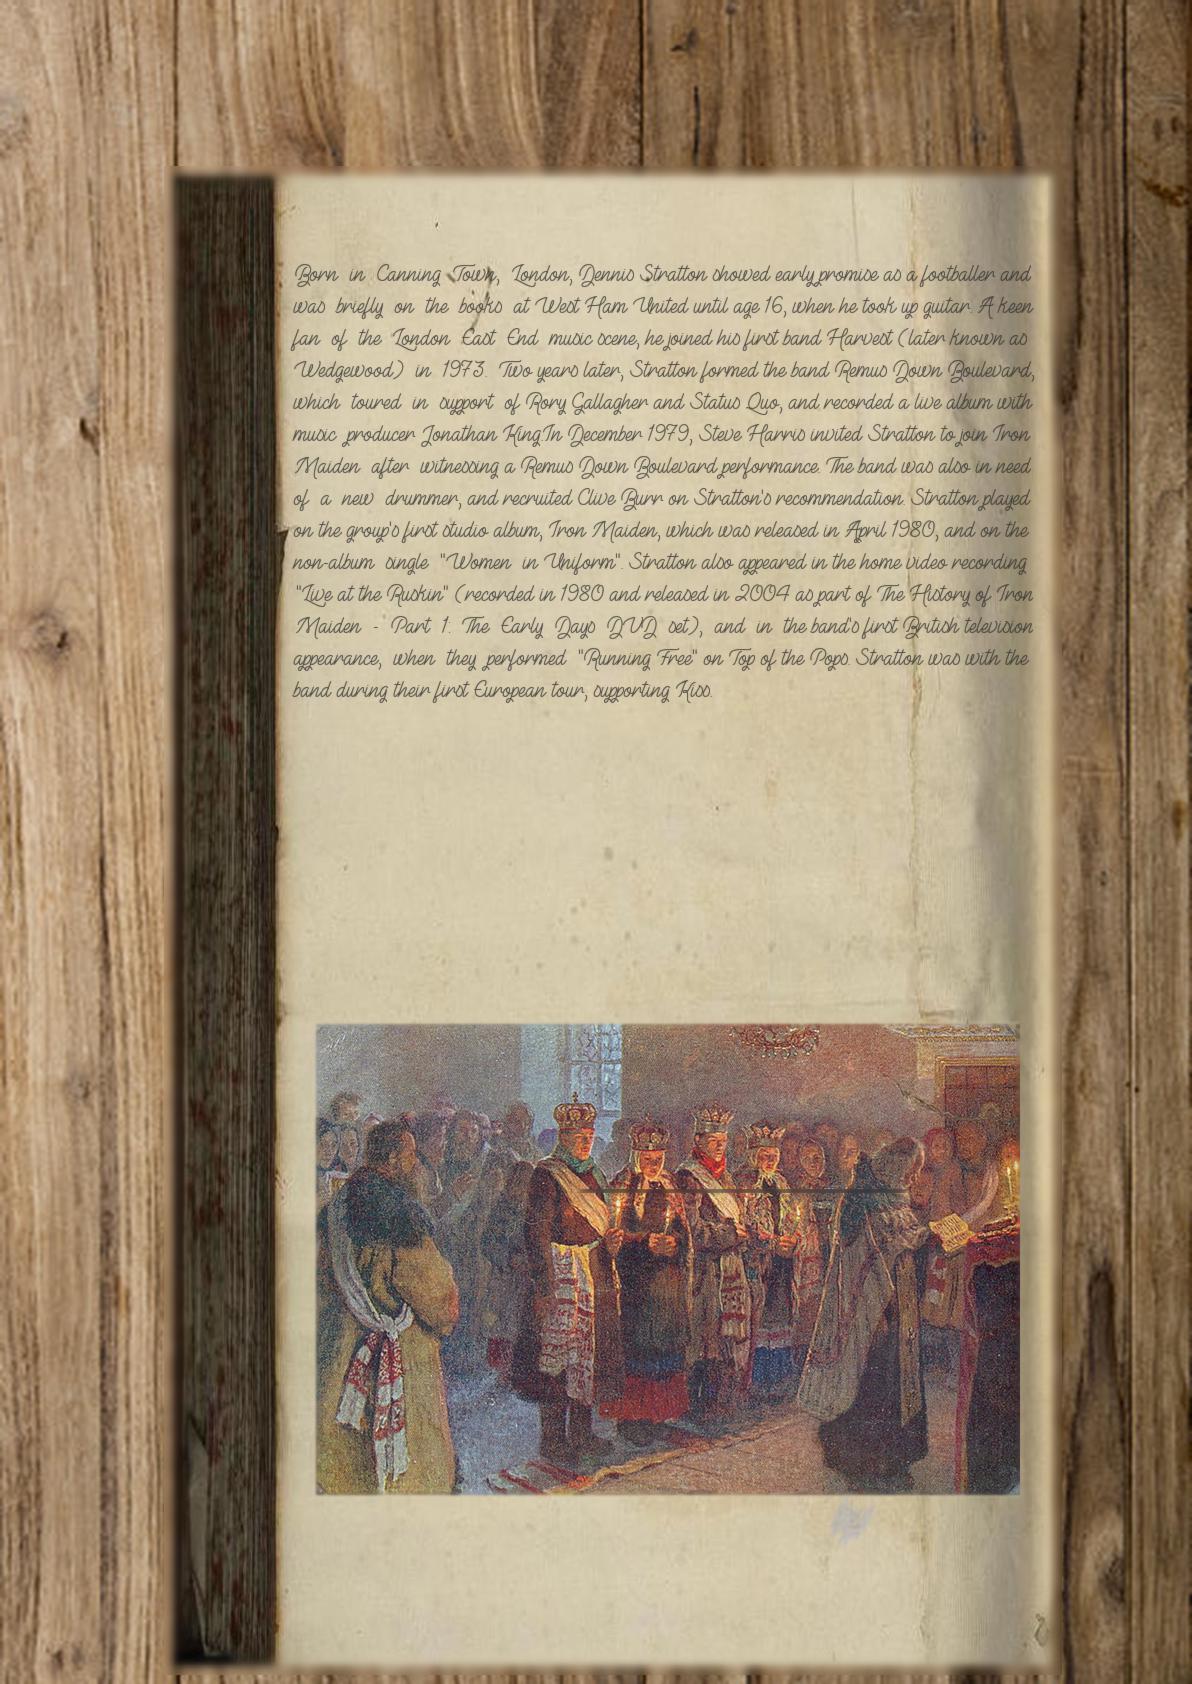 Born in Canning Town, London, Dennis Stratton showed early promise as a footballer and
was briefly on the books at West Ham United until age 16, when he took up guitar. A keen
fan of the London East End music scene, he joined his first band Harvest (later known as
Wedgewood) in 1973. Two years later, Stratton formed the band Remus Down Boulevard,
which toured in support of Rory Gallagher and Status Quo, and recorded a live album with
music producer Jonathan King.In December 1979, Steve Harris invited Stratton to join Iron
Maiden after witnessing a Remus Down Boulevard performance. The band was also in need
of a new drummer, and recruited Clive Burr on Stratton's recommendation. Stratton played
on the group's first studio album, Iron Maiden, which was released in April 1980, and on the
non-album single "Women in Uniform". Stratton also appeared in the home video recording
"Live at the Ruskin" (recorded in 1980 and released in 2004 as part of The History of Iron
Maiden - Part 1: The Early Days DVD set), and in the band's first British television
appearance, when they performed "Running Free" on Top of the Pops. Stratton was with the
band during their first European tour, supporting Kiss.